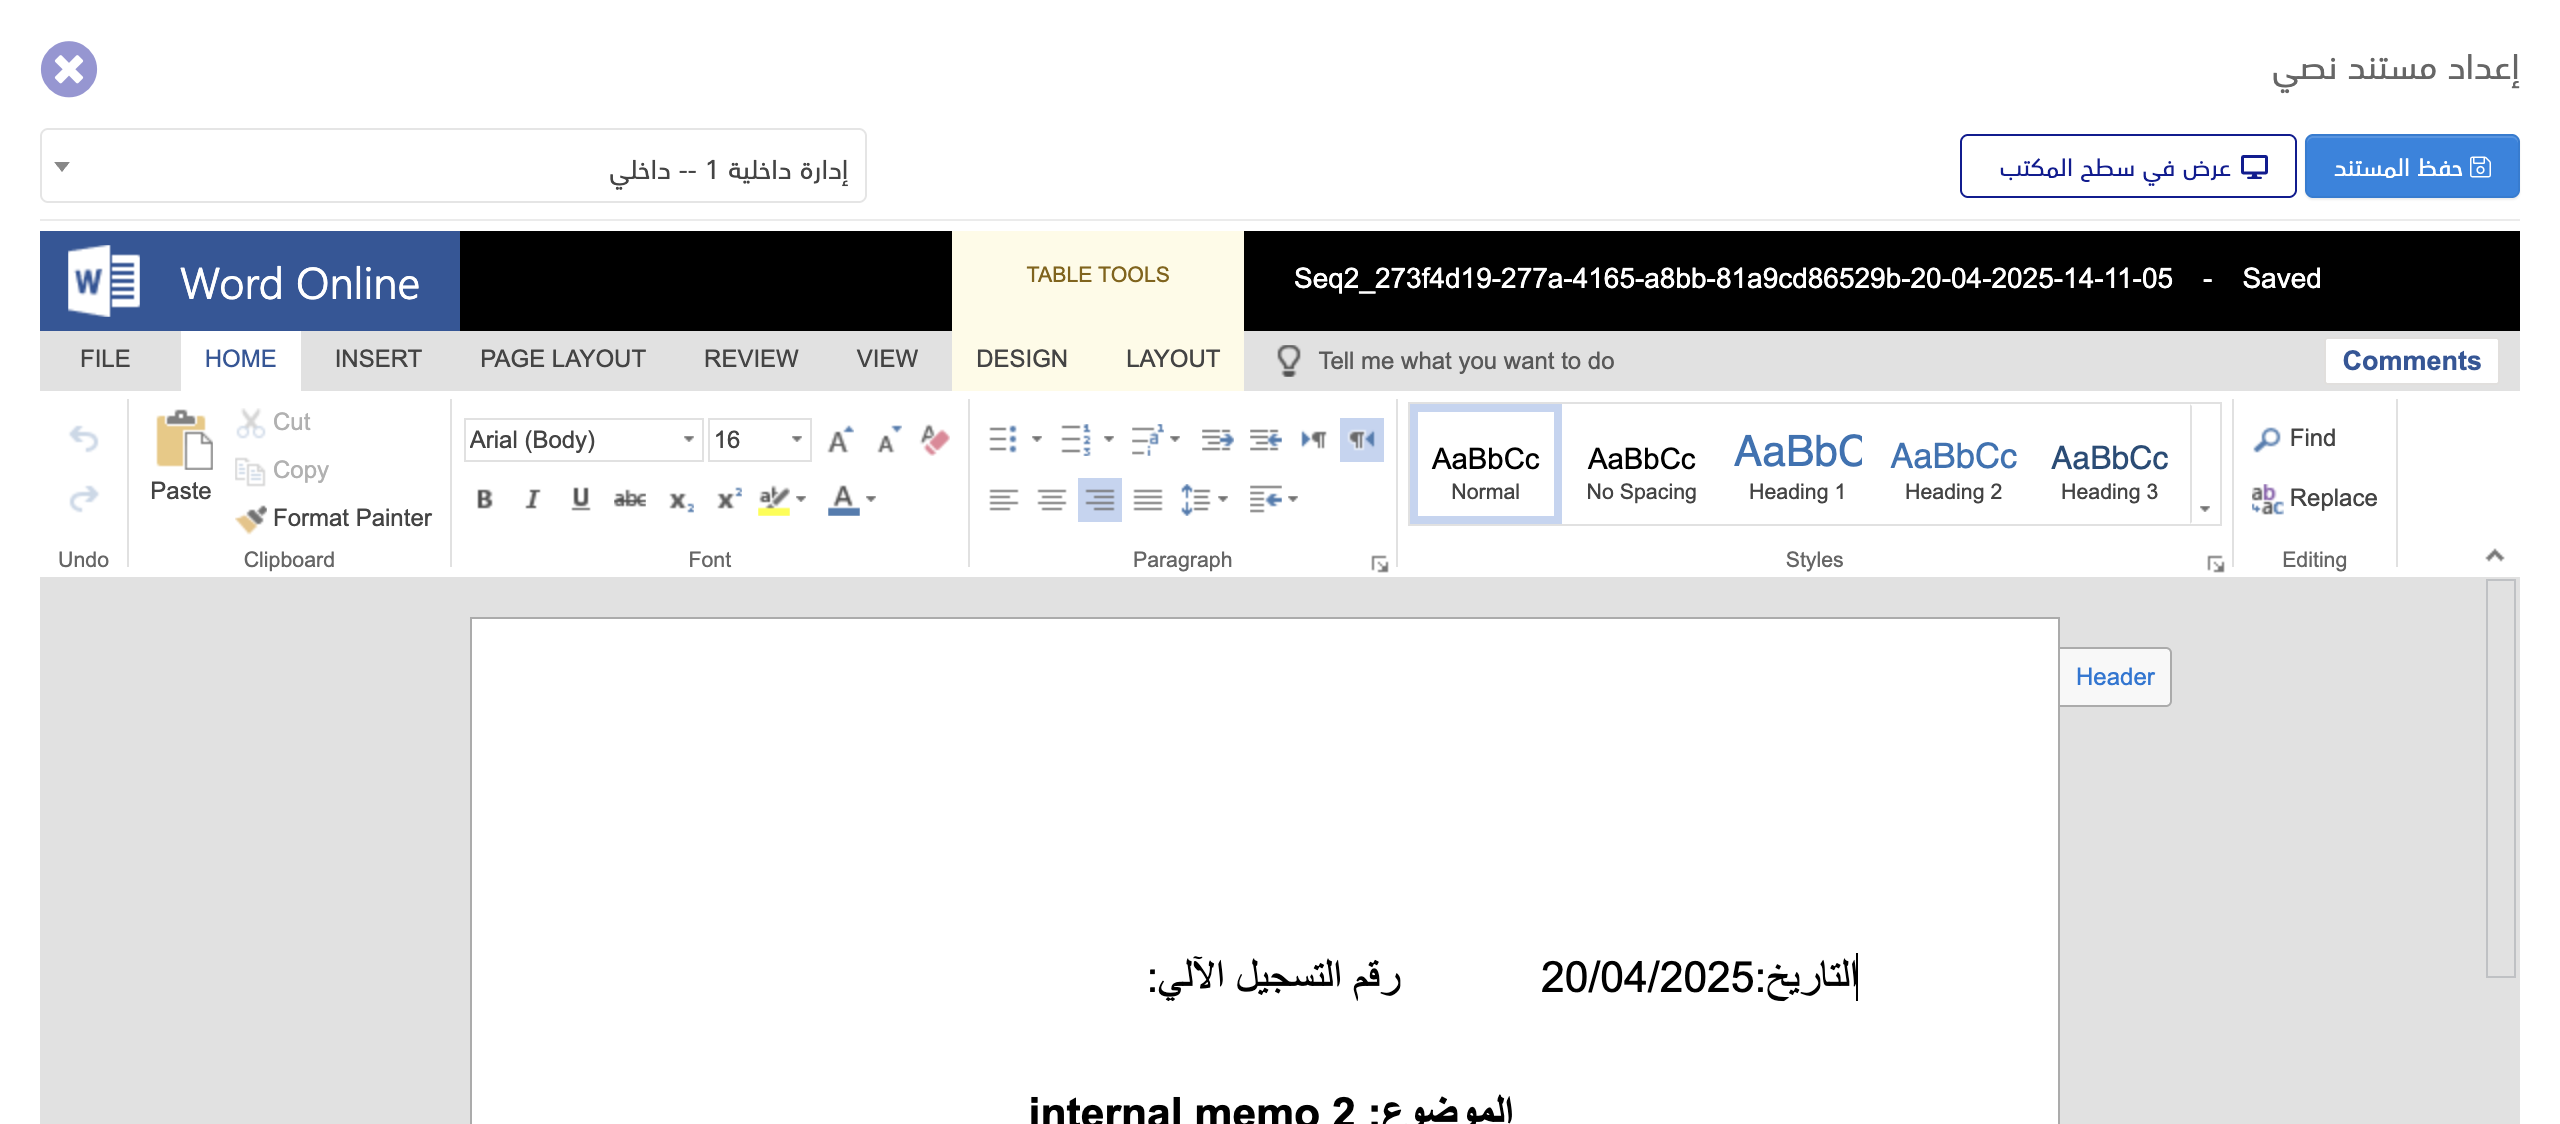 إعداد مستند نصي
حفظ المستند
عرض في سطح المكتب
إدارة داخلية 1 -- داخلي
Word Online
TABLE TOOLS
Seq2_273f4d19-277a-4165-a8bb-81a9cd86529b-20-04-2025-14-11-05 - Saved
FILE HOME INSERT PAGE LAYOUT REVIEW VIEW DESIGN LAYOUT Tell me what you want to do Comments
Paste
Cut
Copy
Format Painter
Arial (Body) 16
AaBbCc AaBbCc AaBbC AaBbCc AaBbCc
Normal No Spacing Heading 1 Heading 2 Heading 3
Find
Replace
Undo Clipboard Font Paragraph Styles Editing
Header
التاريخ:20/04/2025 رقم التسجيل الآلي:
الموضوع: internal memo 2